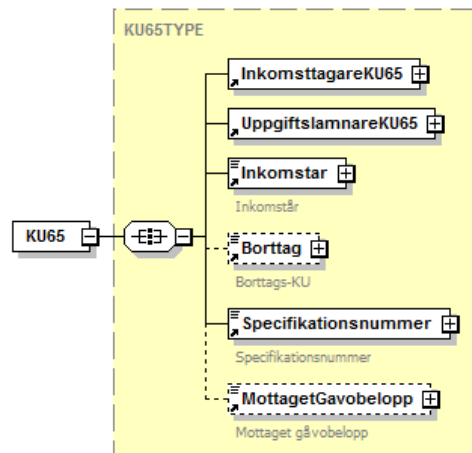 KU65TYPE
InkomsttagareKU65
UppgiftslamnareKU65
Inkomstar
Inkomstår
KU65
Borttag
Borttags-KU
Specifikationsnummer
Specifikationsnummer
MottagetGavobelopp
Mottaget gåvobelopp